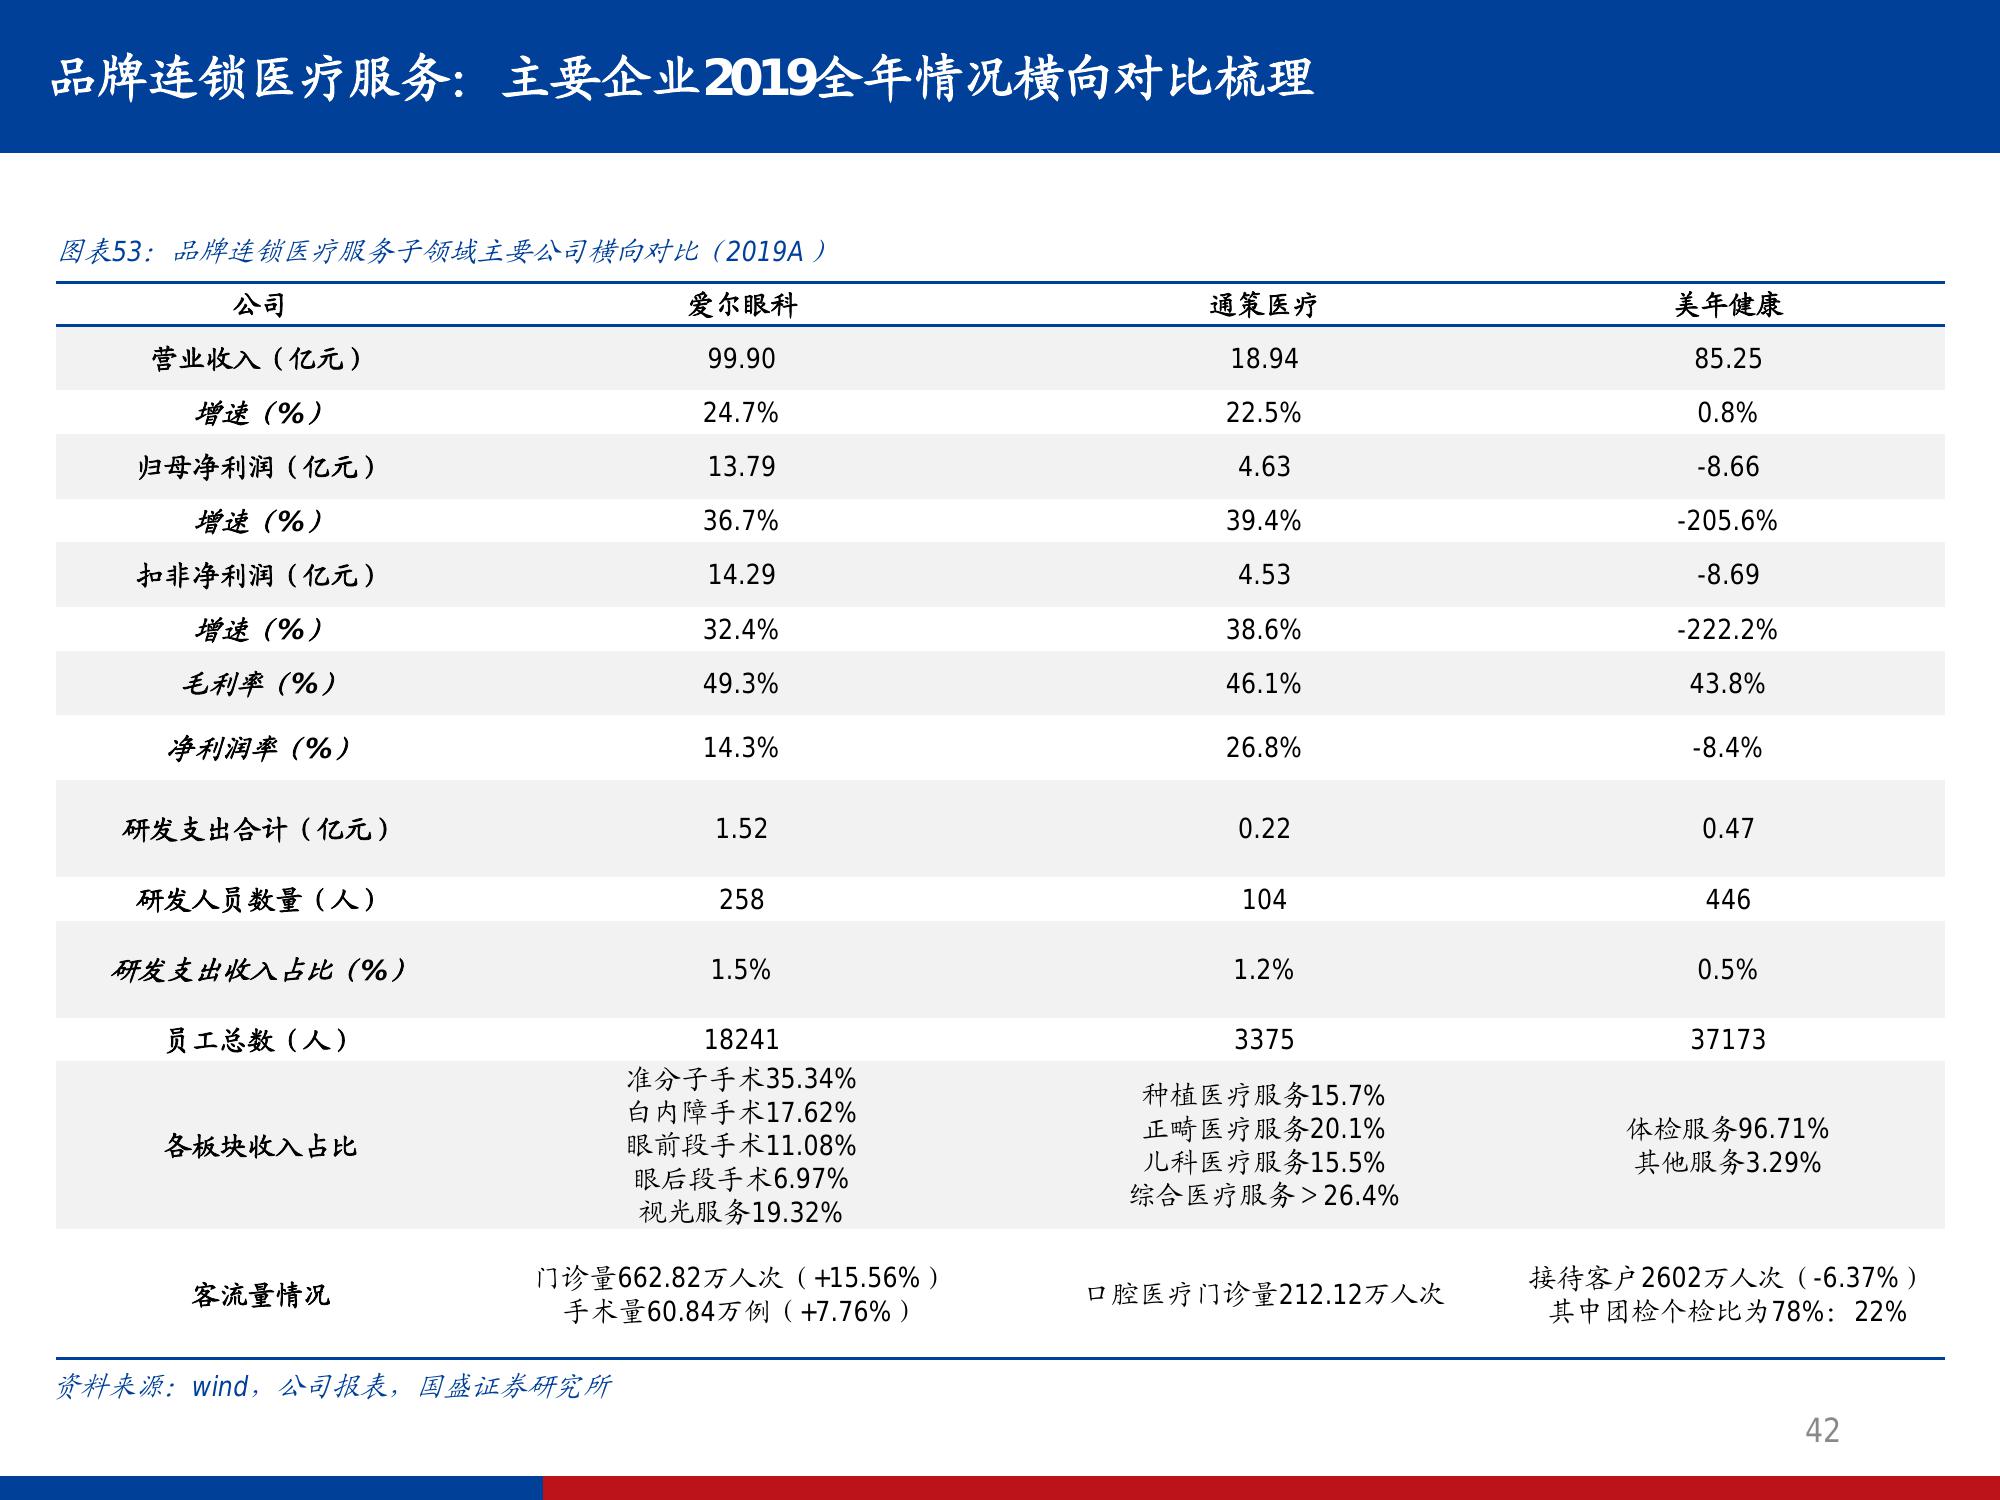 品牌连锁医疗服务：主要企业2019全年情况横向对比梳理
图表53：品牌连锁医疗服务子领域主要公司横向对比（2019A）
公司 爱尔眼科 通策医疗 美年健康
营业收入（亿元） 99.90 18.94 85.25
增速（%） 24.7% 22.5% 0.8%
归母净利润（亿元） 13.79 4.63 -8.66
增速（%） 36.7% 39.4% -205.6%
扣非净利润（亿元） 14.29 4.53 -8.69
增速（%） 32.4% 38.6% -222.2%
毛利率（%） 49.3% 46.1% 43.8%
净利润率（%） 14.3% 26.8% -8.4%
研发支出合计（亿元） 1.52 0.22 0.47
研发人员数量（人） 258 104 446
研发支出收入占比（%） 1.5% 1.2% 0.5%
员工总数（人） 18241 3375 37173
各板块收入占比
准分子手术35.34%
白内障手术17.62%
眼前段手术11.08%
眼后段手术6.97%
视光服务19.32%
种植医疗服务15.7%
正畸医疗服务20.1%
儿科医疗服务15.5%
综合医疗服务＞26.4%
体检服务96.71%
其他服务3.29%
客流量情况
门诊量662.82万人次（+15.56%）
手术量60.84万例（+7.76%）
口腔医疗门诊量212.12万人次
接待客户2602万人次（-6.37%）
其中团检个检比为78%：22%
资料来源：wind，公司报表，国盛证券研究所
42